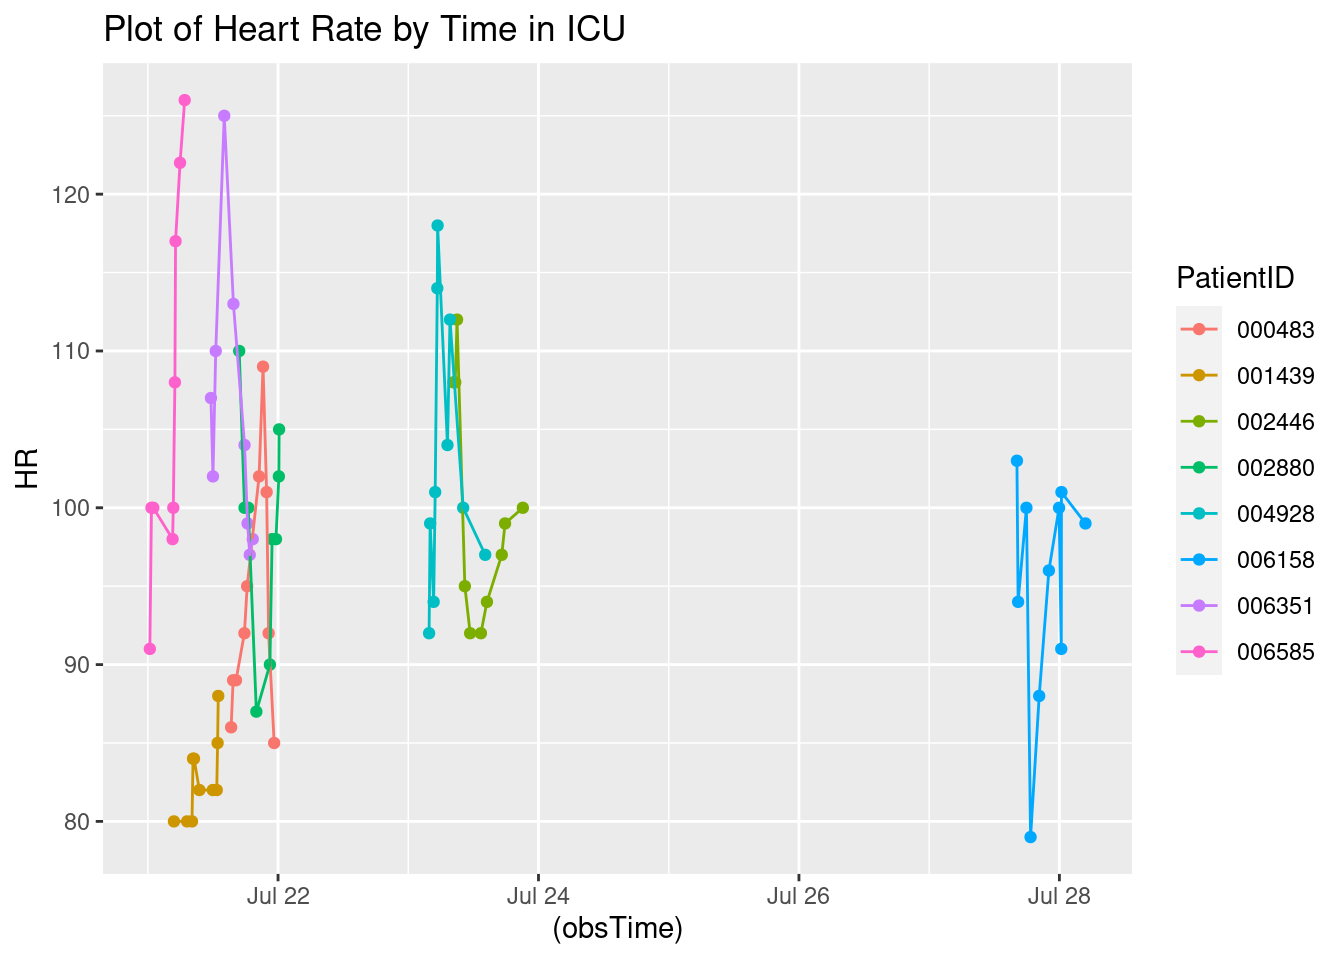 Plot of Heart Rate by Time in ICU
HR
120
110
100
90
80
Jul 22
Jul 24
Jul 26
Jul 28
(obsTime)
PatientID
000483
001439
002446
002880
004928
006158
006351
006585